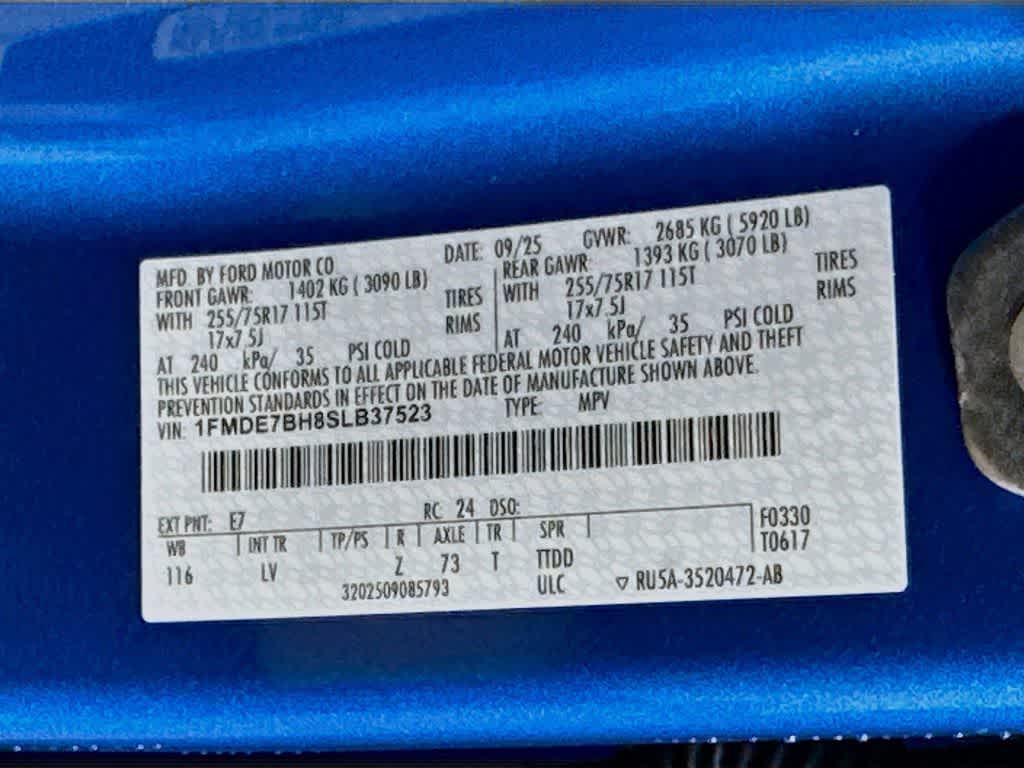 MFD. BY FORD MOTOR CO. DATE: 09/25 GVWR: 2685 KG ( 5920 LB)
FRONT GAWR: 1402 KG ( 3090 LB) REAR GAWR: 1393 KG ( 3070 LB)
WITH 255/75R17 115T TIRES WITH 255/75R17 115T TIRES
17x7.5J RIMS 17x7.5J RIMS
AT 240 kPa/ 35 PSI COLD AT 240 kPa/ 35 PSI COLD
THIS VEHICLE CONFORMS TO ALL APPLICABLE FEDERAL MOTOR VEHICLE SAFETY AND THEFT
PREVENTION STANDARDS IN EFFECT ON THE DATE OF MANUFACTURE SHOWN ABOVE.
VIN: 1FMDE7BH8SLB37523 TYPE: MPV
EXT PNT: E7 RC: 24 DSO: F0330
WB INT TR TP/PS R AXLE TR SPR T0617
116 LV Z 73 T TTDD
3202509085793 ULC ▽ RU5A-3520472-AB